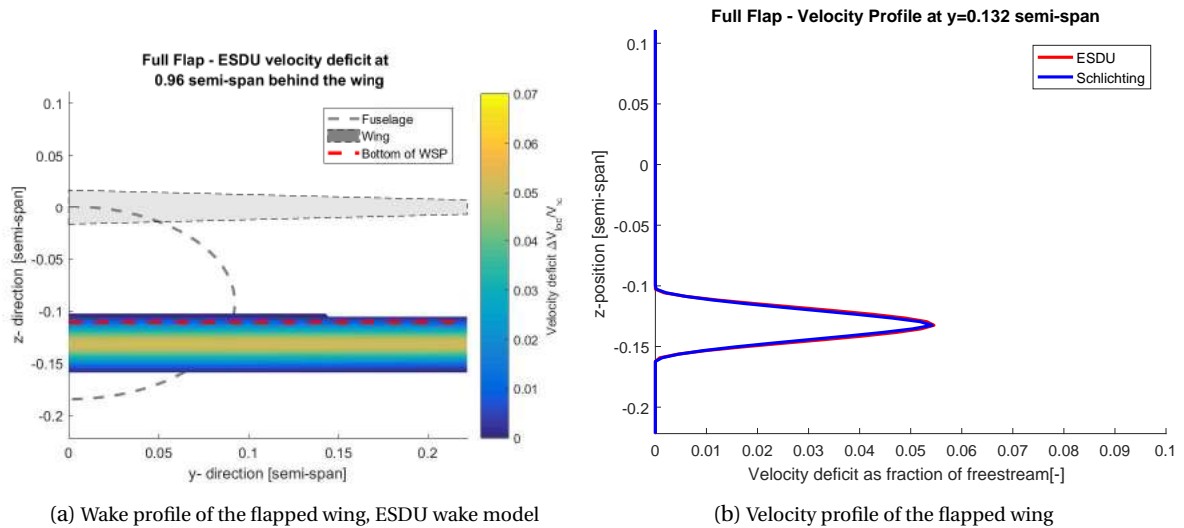 Full Flap - ESDU velocity deficit at
0.96 semi-span behind the wing
0.1
0.05
0
-0.05
-0.1
-0.15
-0.2
z- direction [semi-span]
0
0.05
0.1
0.15
0.2
y- direction [semi-span]
Fuselage
Wing
Bottom of WSP
0.07
0.06
0.05
0.04
0.03
0.02
0.01
0
Velocity deficit
(a) Wake profile of the flapped wing, ESDU wake model
Full Flap - Velocity Profile at y=0.132 semi-span
0.1
0.05
0
-0.05
-0.1
-0.15
-0.2
z-position [semi-span]
ESDU
Schlichting
0
0.01
0.02
0.03
0.04
0.05
0.06
0.07
0.08
0.09
0.1
Velocity deficit as fraction of freestream[-]
(b) Velocity profile of the flapped wing